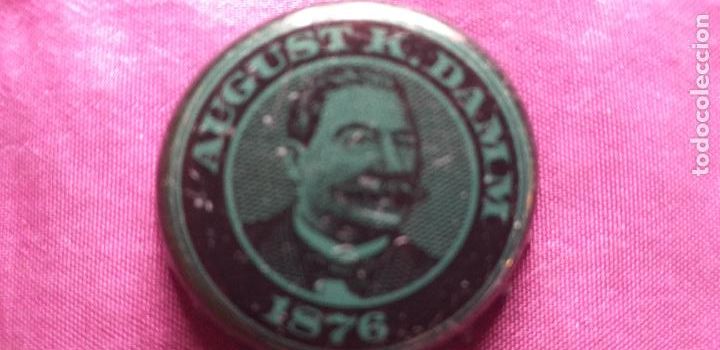 AUGUST K. DAMM
1876
todocoleccion